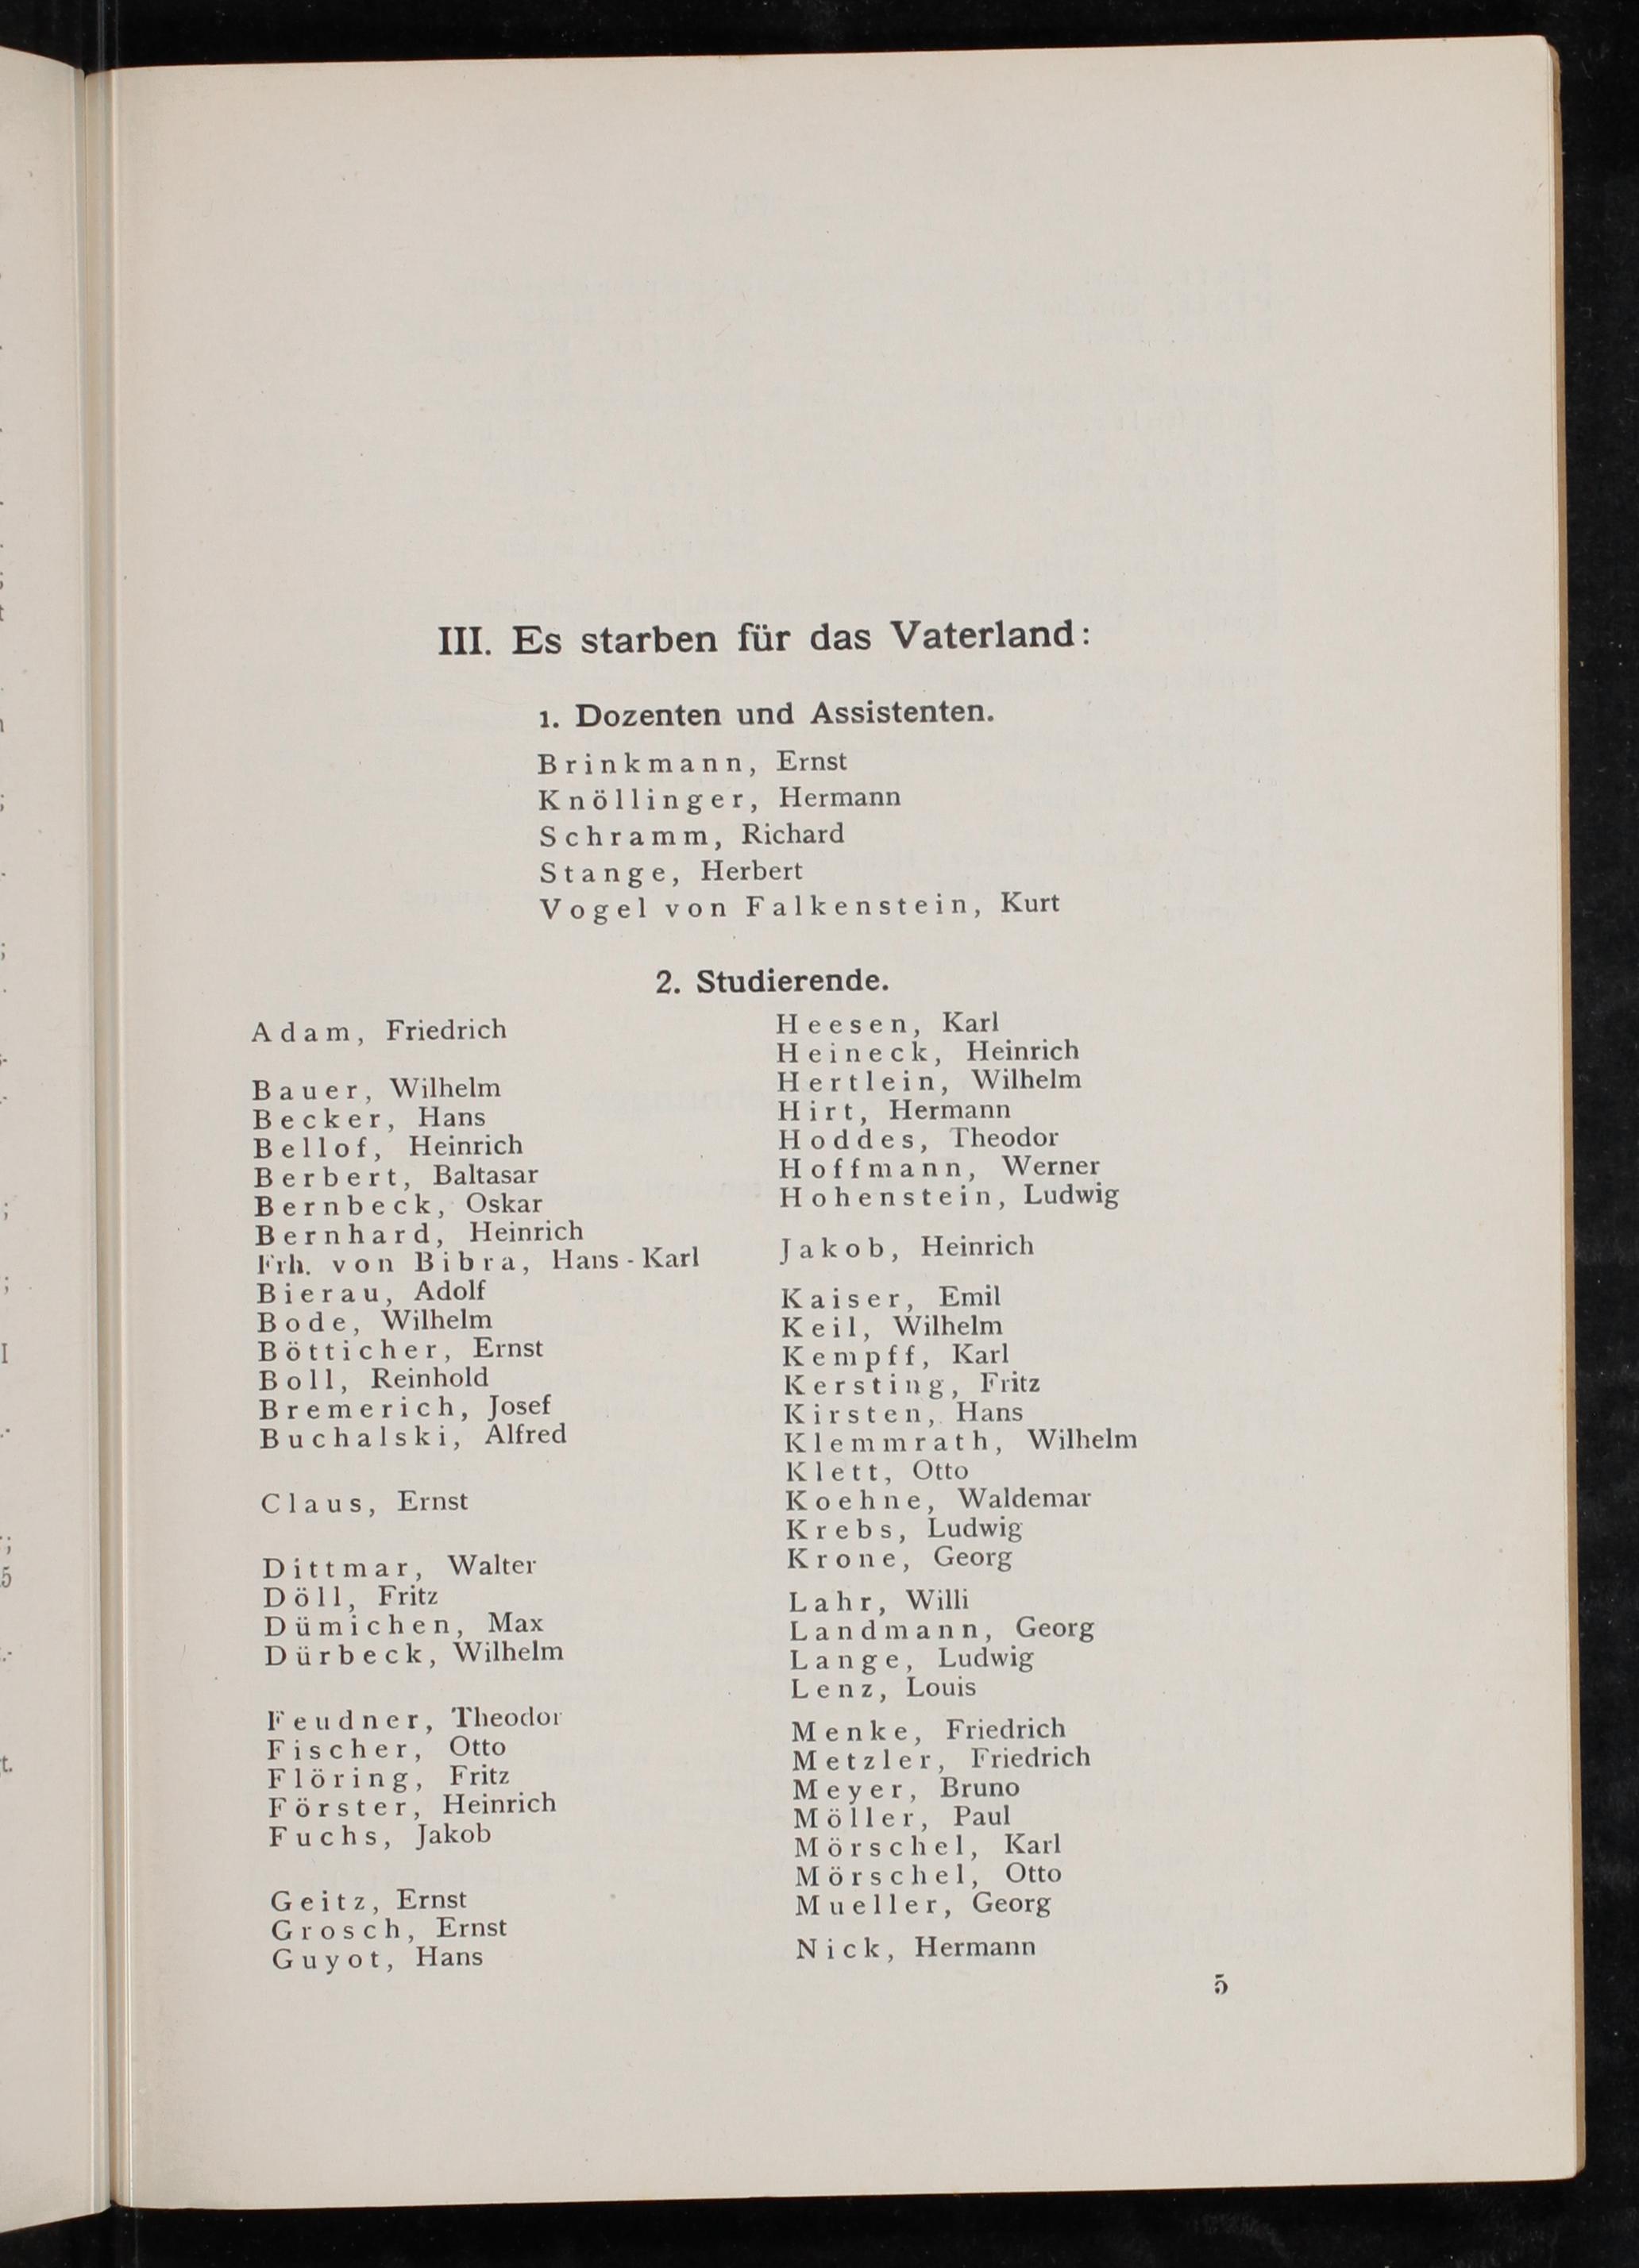 III. Es starben für das Vaterland:
1. Dozenten und Assistenten.
Brinkmann, Ernst
Knöllinger, Hermann
Schramm, Richard
Stange, Herbert
Vogel von Falkenstein, Kurt
2. Studierende.
Adam, Friedrich
Bauer, Wilhelm
Becker, Hans
Bellof, Heinrich
Berbert, Baltasar
Bernbeck, Oskar
Bernhard, Heinrich
Frh. von Bibra, Hans-Karl
Bierau, Adolf
Bode, Wilhelm
Bötticher, Ernst
Boll, Reinhold
Bremerich, Josef
Buchalski, Alfred
Claus, Ernst
Dittmar, Walter
Döll, Fritz
Dümichen, Max
Dürbeck, Wilhelm
Feudner, Theodor
Fischer, Otto
Flöring, Fritz
Förster, Heinrich
Fuchs, Jakob
Geitz, Ernst
Grosch, Ernst
Guyot, Hans
Heesen, Karl
Heineck, Heinrich
Hertlein, Wilhelm
Hirt, Hermann
Hoddes, Theodor
Hoffmann, Werner
Hohenstein, Ludwig
Jakob, Heinrich
Kaiser, Emil
Keil, Wilhelm
Kempff, Karl
Kersting, Fritz
Kirsten, Hans
Klemmrath, Wilhelm
Klett, Otto
Koehne, Waldemar
Krebs, Ludwig
Krone, Georg
Lahr, Willi
Landmann, Georg
Lange, Ludwig
Lenz, Louis
Menke, Friedrich
Metzler, Friedrich
Meyer, Bruno
Möller, Paul
Mörschel, Karl
Mörschel, Otto
Mueller, Georg
Nick, Hermann
5